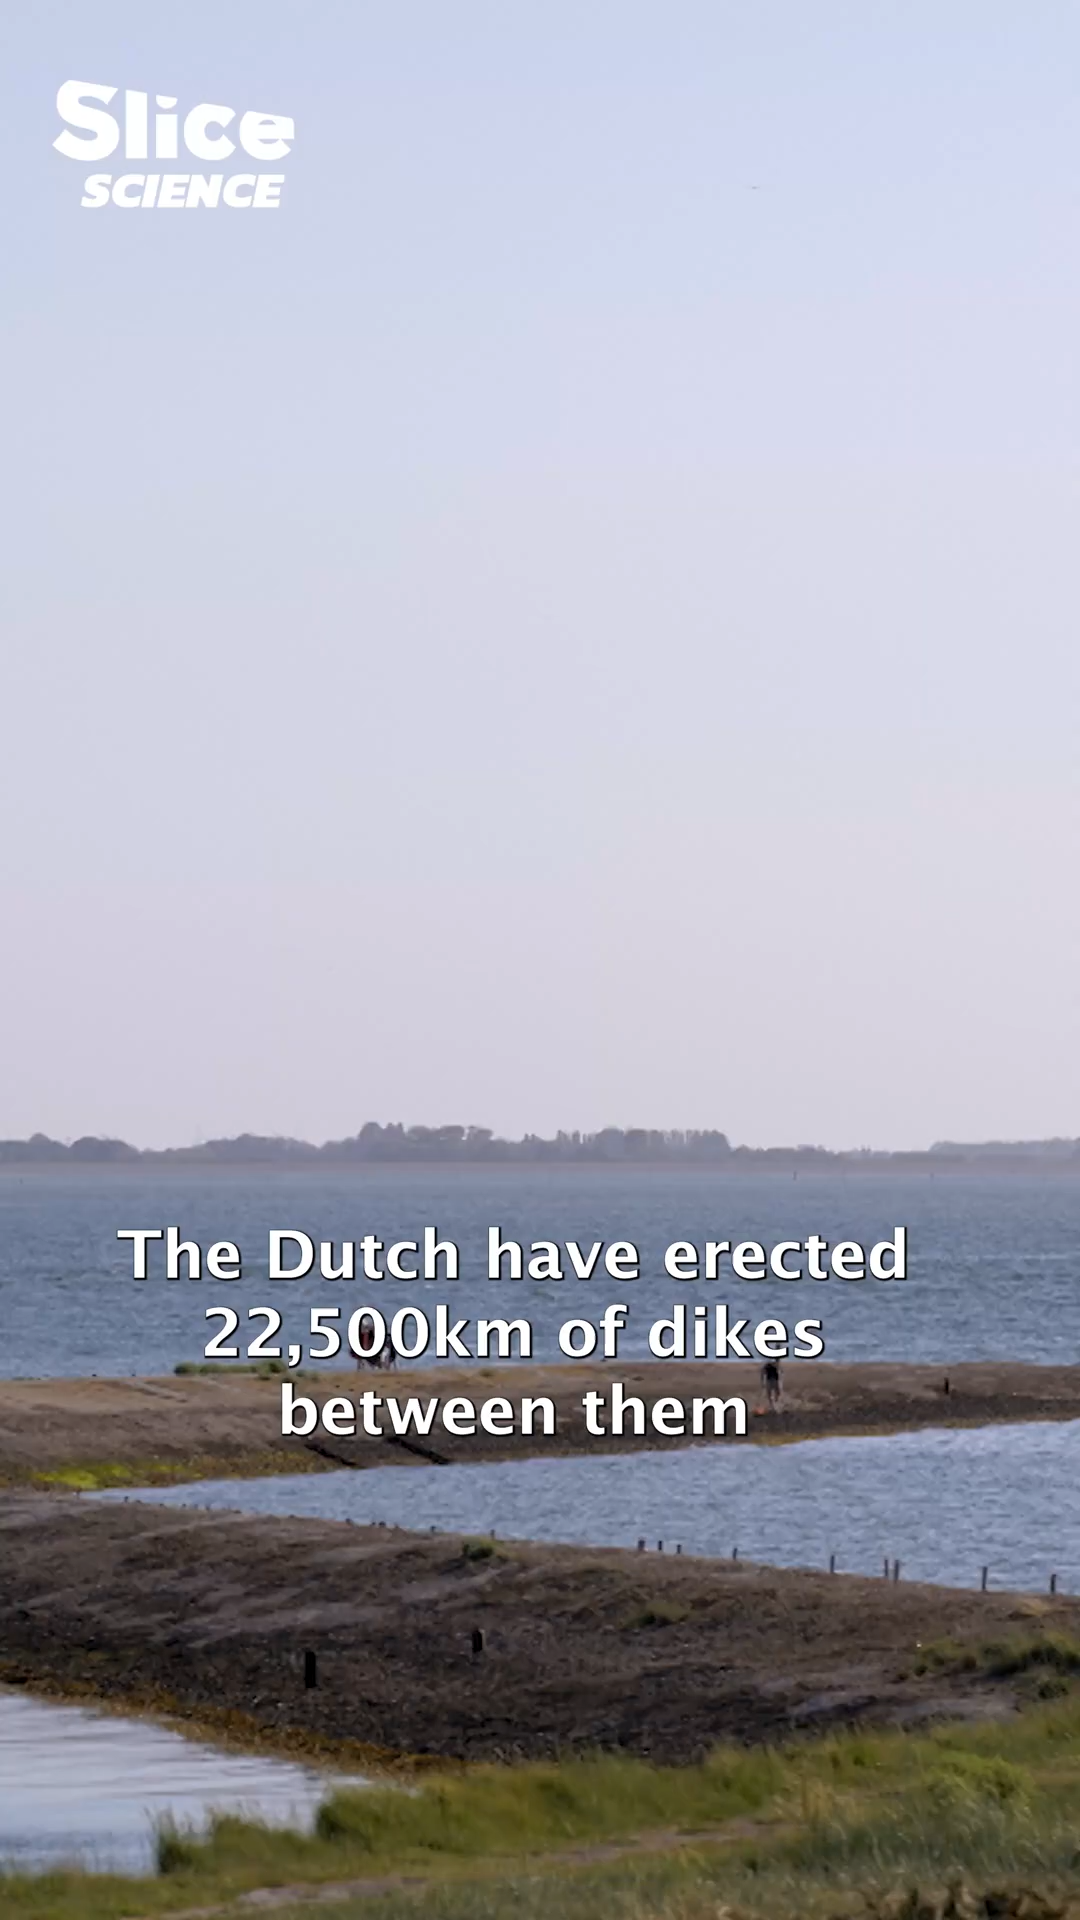 Slice
SCIENCE
The Dutch have erected
22,500km of dikes
between them